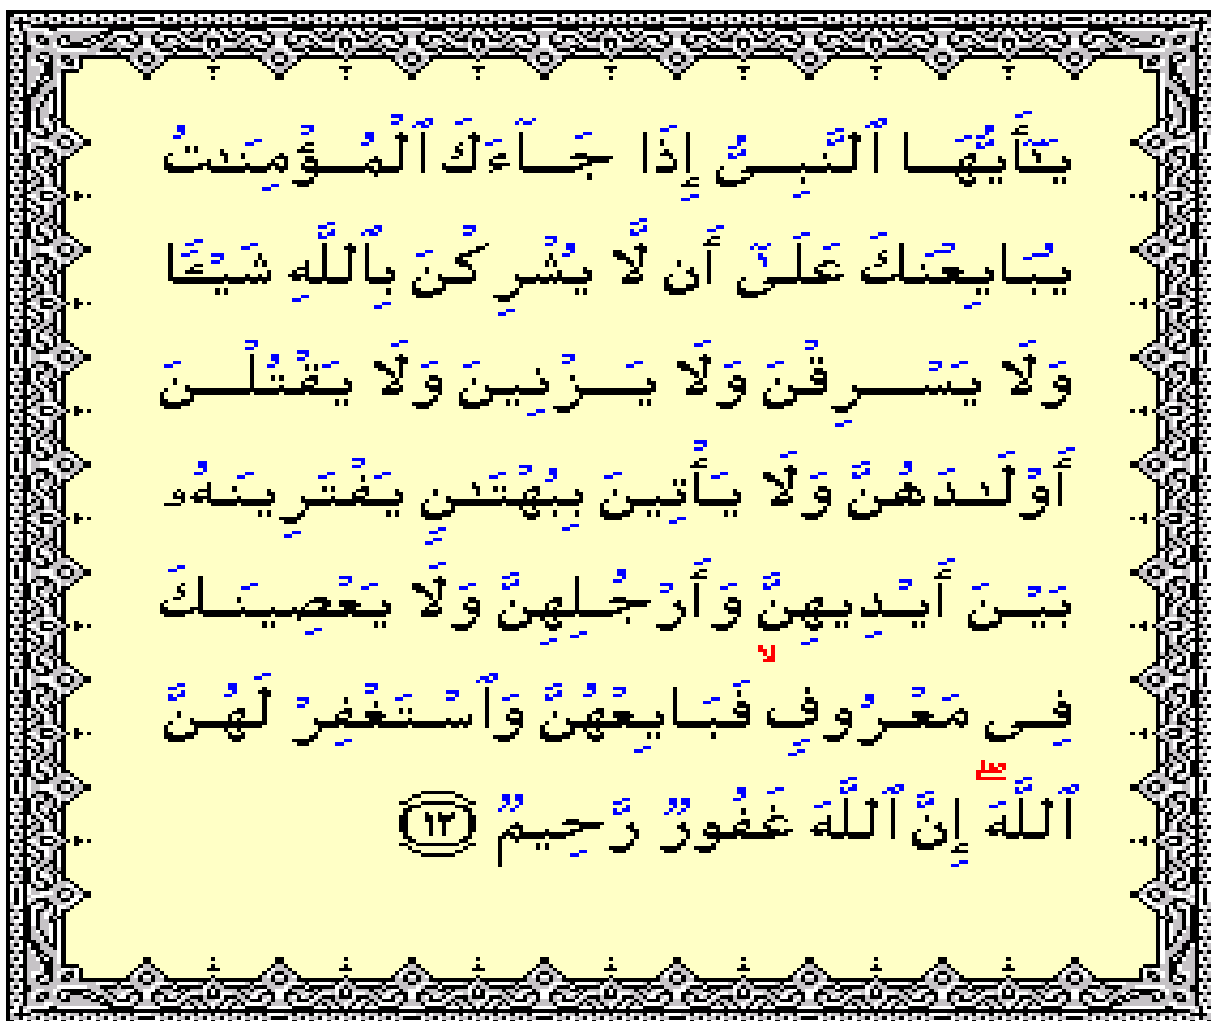 يَـٰٓأَيُّهَا ٱلنَّبِىُّ إِذَا جَآءَكَ ٱلْمُؤْمِنَـٰتُ
يُبَايِعْنَكَ عَلَىٰٓ أَن لَّا يُشْرِكْنَ بِٱللَّهِ شَيْـًٔا
وَلَا يَسْرِقْنَ وَلَا يَزْنِينَ وَلَا يَقْتُلْنَ
أَوْلَـٰدَهُنَّ وَلَا يَأْتِينَ بِبُهْتَـٰنٍ يَفْتَرِينَهُۥ
بَيْنَ أَيْدِيهِنَّ وَأَرْجُلِهِنَّ وَلَا يَعْصِينَكَ
فِى مَعْرُوفٍ ۙ فَبَايِعْهُنَّ وَٱسْتَغْفِرْ لَهُنَّ
ٱللَّهَ ۖ إِنَّ ٱللَّهَ غَفُورٌ رَّحِيمٌ ١٢